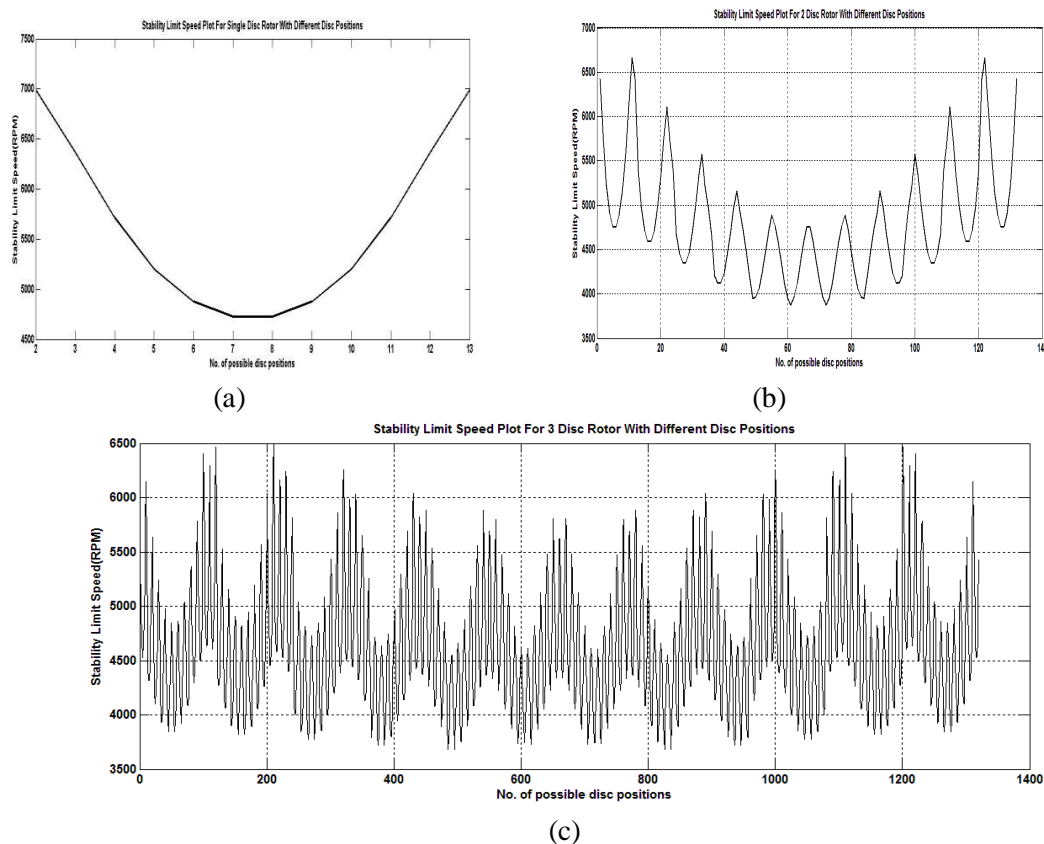 Stability Limit Speed Plot For Single Disc Rotor With Different Disc Positions
7500
7000
6500
6000
5500
5000
4500
Stability Limit Speed(RPM)
2 3 4 5 6 7 8 9 10 11 12 13
No. of possible disc positions
(a)
Stability Limit Speed Plot For 2 Disc Rotor With Different Disc Positions
7000
6500
6000
5500
5000
4500
4000
3500
Stability Limit Speed (RPM)
0 20 40 60 80 100 120 140
No. of possible disc positions
(b)
Stability Limit Speed Plot For 3 Disc Rotor With Different Disc Positions
6500
6000
5500
5000
4500
4000
3500
Stability Limit Speed(RPM)
0 200 400 600 800 1000 1200 1400
No. of possible disc positions
(c)